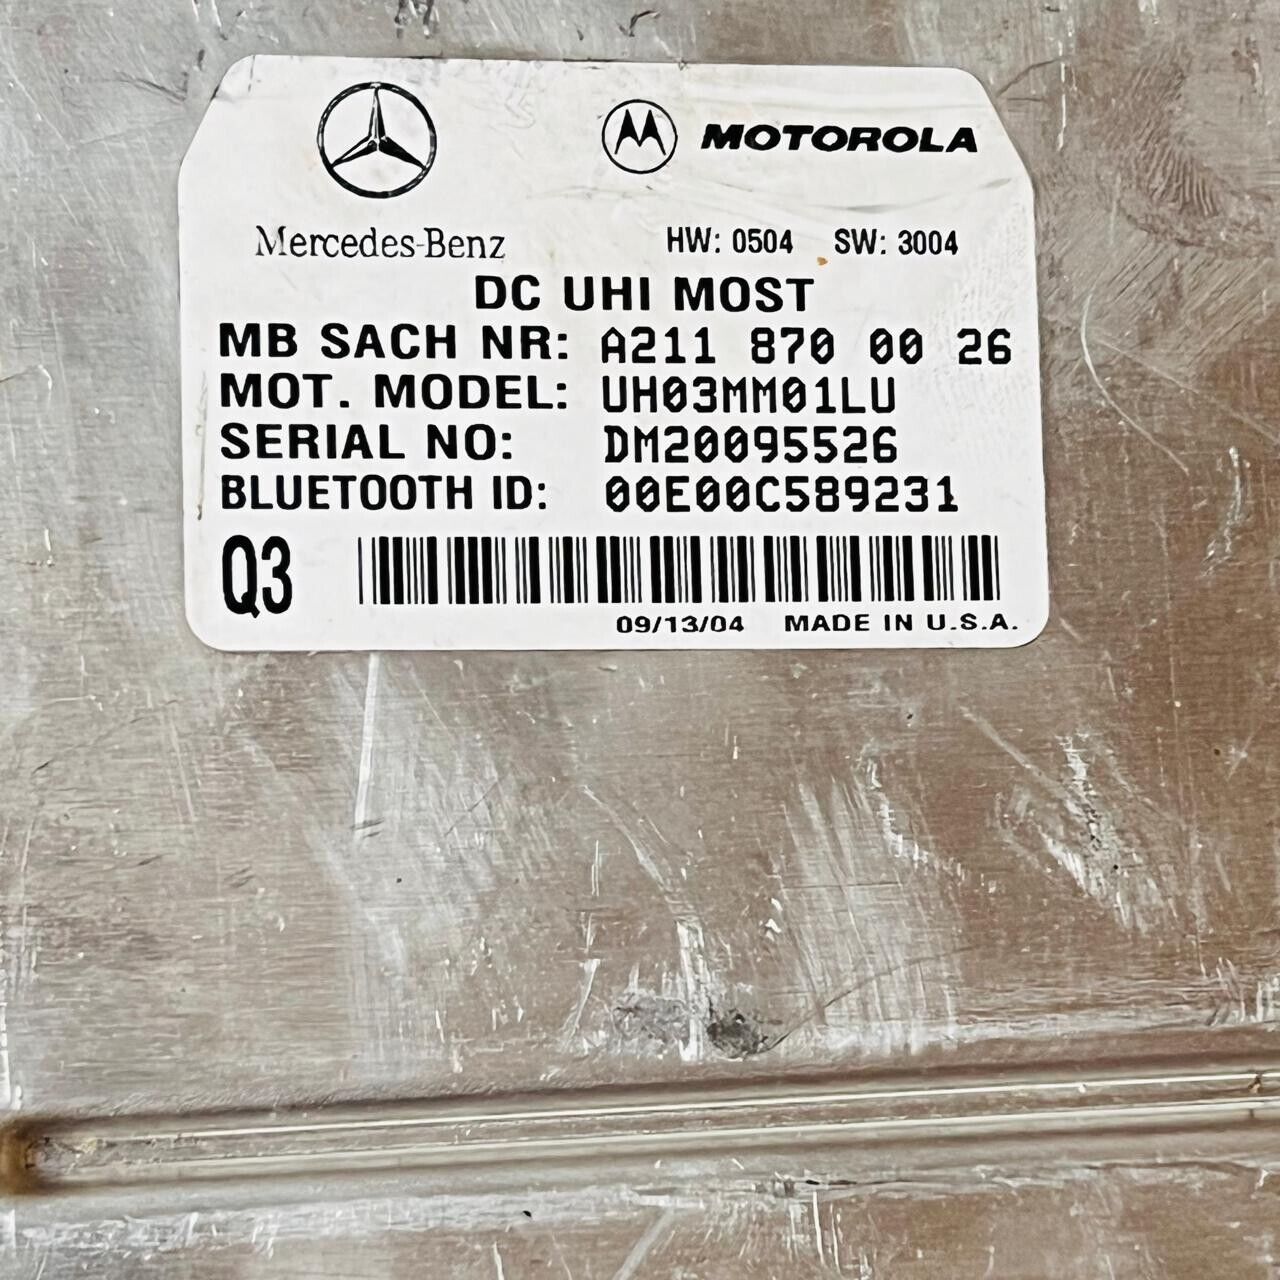 MOTOROLA
Mercedes-Benz
HW: 0504 SW: 3004
DC UHI MOST
MB SACH NR: A211 870 00 26
MOT. MODEL: UH03MM01LU
SERIAL NO: DM20095526
BLUETOOTH ID: 00E00C589231
Q3
09/13/04 MADE IN U.S.A.